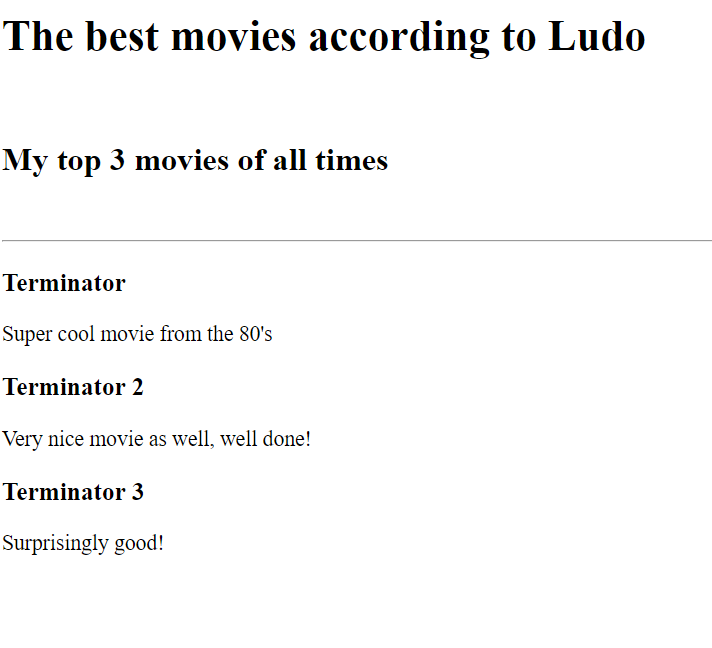 The best movies according to Ludo
My top 3 movies of all times
Terminator
Super cool movie from the 80's
Terminator 2
Very nice movie as well, well done!
Terminator 3
Surprisingly good!